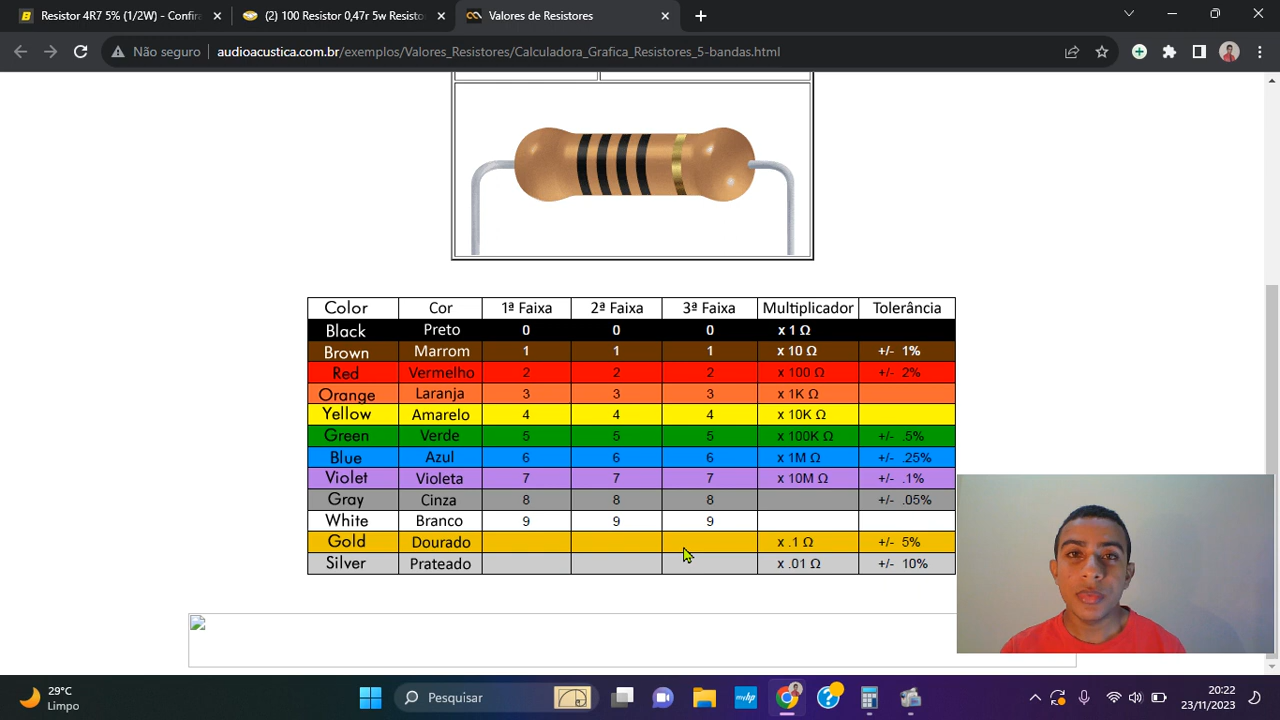 Resistor 4R7 5% (1/2W) - Confira
(2) 100 Resistor 0,47r 5w Resisto
Valores de Resistores
Não seguro
audioacustica.com.br/exemplos/Valores_Resistores/Calculadora_Grafica_Resistores_5-bandas.html
Color Cor 1ª Faixa 2ª Faixa 3ª Faixa Multiplicador Tolerância
Black Preto 0 0 0 x 1 Ω
Brown Marrom 1 1 1 x 10 Ω +/- 1%
Red Vermelho 2 2 2 x 100 Ω +/- 2%
Orange Laranja 3 3 3 x 1K Ω
Yellow Amarelo 4 4 4 x 10K Ω
Green Verde 5 5 5 x 100K Ω +/- .5%
Blue Azul 6 6 6 x 1M Ω +/- .25%
Violet Violeta 7 7 7 x 10M Ω +/- .1%
Gray Cinza 8 8 8 +/- .05%
White Branco 9 9 9
Gold Dourado x .1 Ω +/- 5%
Silver Prateado x .01 Ω +/- 10%
29°C
Limpo
Pesquisar
hp
20:22
23/11/2023